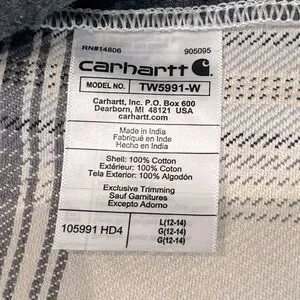 RN#14806 905095
carhartt
MODEL NO. TW5991-W
Carhartt, Inc. P.O. Box 600
Dearborn, MI 48121 USA
carhartt.com
Made in India
Fabriqué en Inde
Hecho en India
Shell: 100% Cotton
Extérieur: 100% Coton
Tela Exterior: 100% Algodón
Exclusive Trimming
Sauf Garnitures
Excepto Adorno
105991 HD4
L(12-14)
G(12-14)
G(12-14)